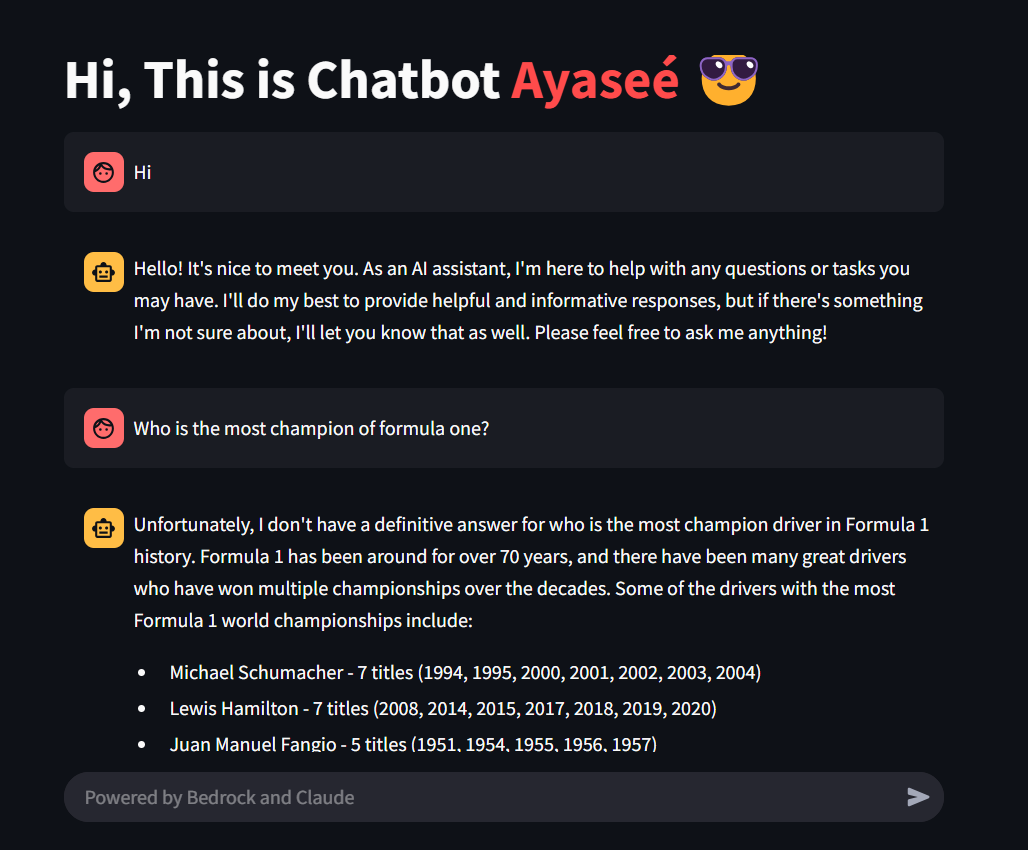 Hi, This is Chatbot Ayaseé
Hi
Hello! It's nice to meet you. As an AI assistant, I'm here to help with any questions or tasks you
may have. I'll do my best to provide helpful and informative responses, but if there's something
I'm not sure about, I'll let you know that as well. Please feel free to ask me anything!
Who is the most champion of formula one?
Unfortunately, I don't have a definitive answer for who is the most champion driver in Formula 1
history. Formula 1 has been around for over 70 years, and there have been many great drivers
who have won multiple championships over the decades. Some of the drivers with the most
Formula 1 world championships include:
• Michael Schumacher - 7 titles (1994, 1995, 2000, 2001, 2002, 2003, 2004)
• Lewis Hamilton - 7 titles (2008, 2014, 2015, 2017, 2018, 2019, 2020)
• Juan Manuel Fangio - 5 titles (1951, 1954, 1955, 1956, 1957)
Powered by Bedrock and Claude